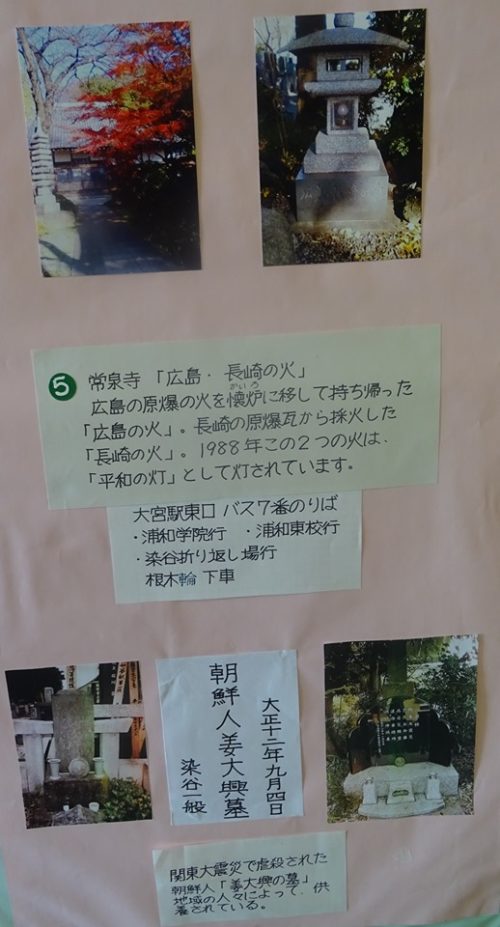 ⑤ 常泉寺「広島・長崎の火」
広島の原爆の火を懐炉に移して持ち帰った
かいろ
「広島の火」。長崎の原爆瓦から採火した
「長崎の火」。1988年この2つの火は、
「平和の灯」として灯されています。
大宮駅東口 バス7番のりば
・浦和学院行 ・浦和東校行
・染谷折り返し場行
根木輪 下車
大正十二年九月四日
朝鮮人姜大興墓
染谷一般
関東大震災で虐殺された
朝鮮人「姜大興の墓」
地域の人々によって、供
養されている。